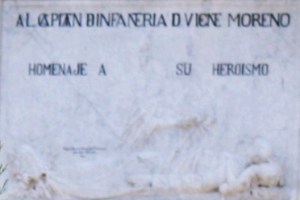 AL CAPITAN D INFANTERIA D VICENTE MORENO
HOMENAJE A SU HEROISMO